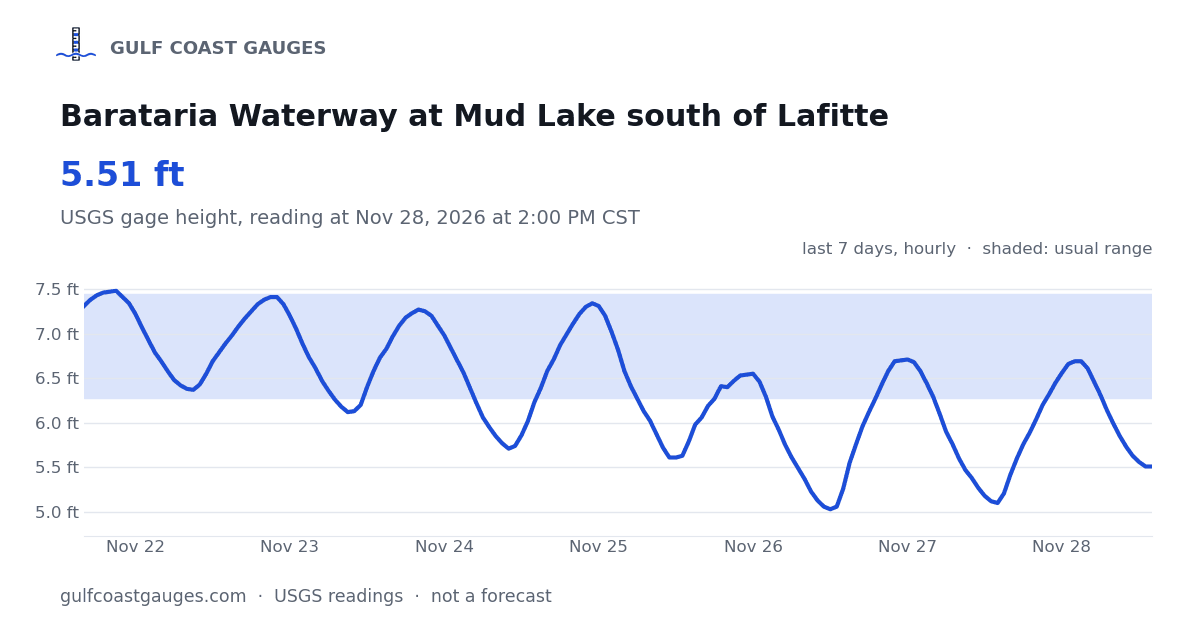 GULF COAST GAUGES
Barataria Waterway at Mud Lake south of Lafitte
5.51 ft
USGS gage height, reading at Nov 28, 2026 at 2:00 PM CST
last 7 days, hourly · shaded: usual range
7.5 ft
7.0 ft
6.5 ft
6.0 ft
5.5 ft
5.0 ft
Nov 22 Nov 23 Nov 24 Nov 25 Nov 26 Nov 27 Nov 28
gulfcoastgauges.com · USGS readings · not a forecast